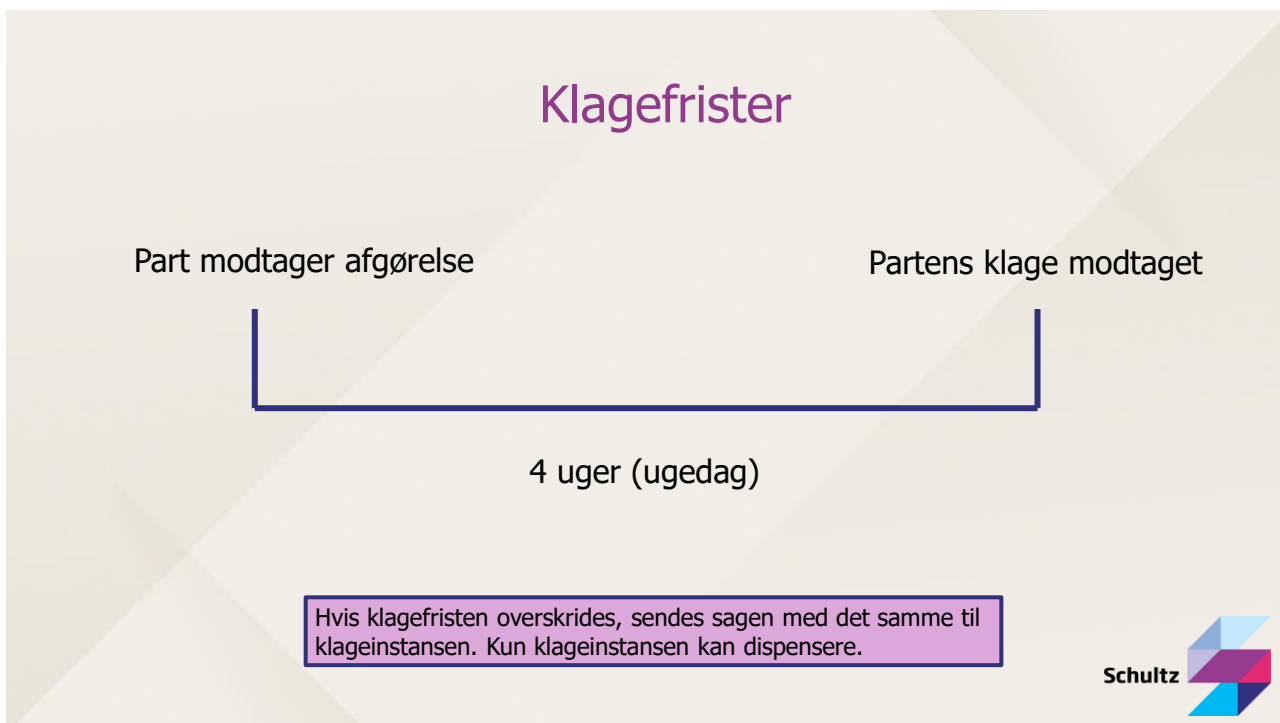 Klagefrister
Part modtager afgørelse
Partens klage modtaget
4 uger (ugedag)
Hvis klagefristen overskrides, sendes sagen med det samme til
klageinstansen. Kun klageinstansen kan dispensere.
Schultz